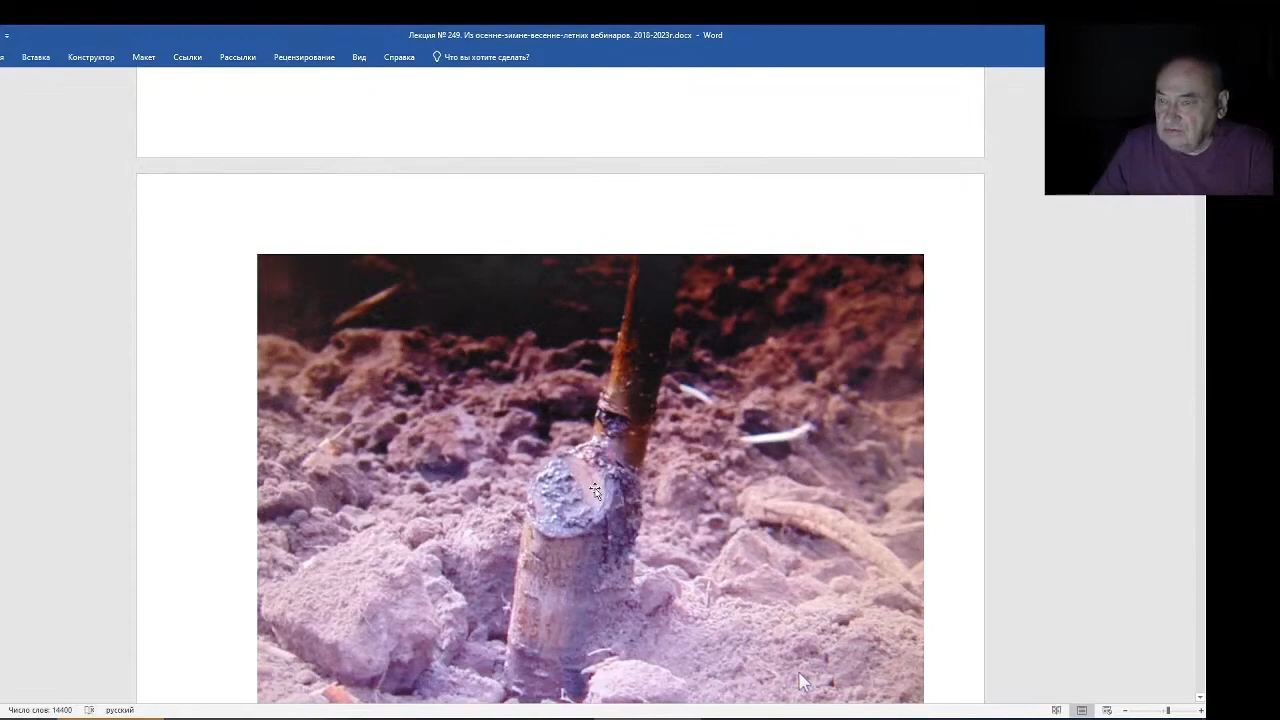 Лекция № 249. Из осенне-зимне-весенне-летних вебинаров. 2018-2023г.docx - Word
я Вставка Конструктор Макет Ссылки Рассылки Рецензирование Вид Справка Что вы хотите сделать?
Число слов: 14400 русский